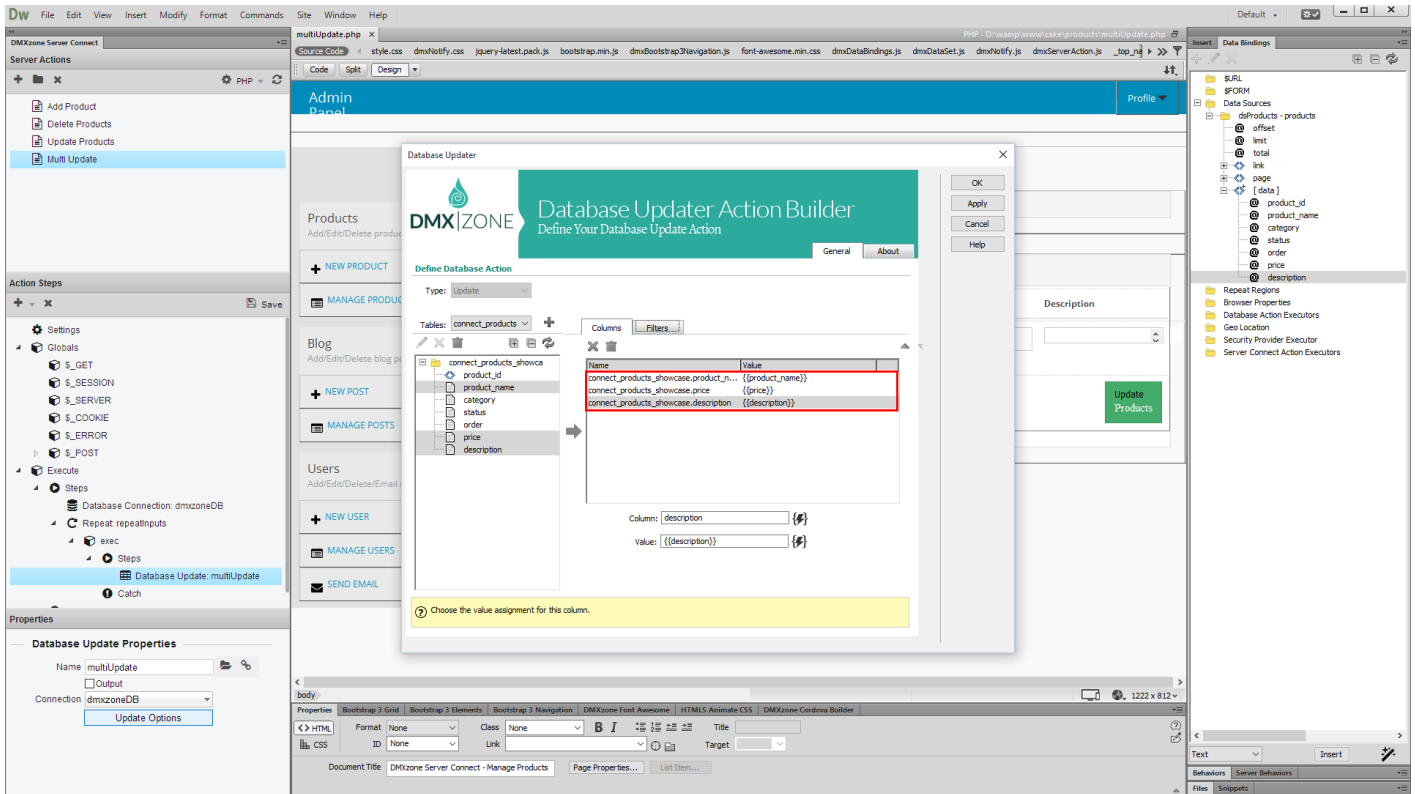 Dw File Edit View Insert Modify Format Commands Site Window Help Default
DMXzone Server Connect
Server Actions
PHP
Add Product
Delete Products
Update Products
Multi Update
Action Steps
Save
Settings
Globals
$_GET
$_SESSION
$_SERVER
$_COOKIE
$_ERROR
$_POST
Execute
Steps
Database Connection: dmxzoneDB
Repeat: repeatInputs
exec
Steps
Database Update: multiUpdate
Catch
Properties
Database Update Properties
Name multiUpdate
Output
Connection dmxzoneDB
Update Options
multiUpdate.php × PHP - D:\wamp\www\cake\products\multiUpdate.php
Source Code style.css dmxNotify.css jquery-latest.pack.js bootstrap.min.js dmxBootstrap3Navigation.js font-awesome.min.css dmxDataBindings.js dmxDataSet.js dmxNotify.js dmxServerAction.js _top_na
Code Split Design
Admin
Panel
Profile
Products
Add/Edit/Delete produc
NEW PRODUCT
MANAGE PRODUC
Blog
Add/Edit/Delete blog po
NEW POST
MANAGE POSTS
Users
Add/Edit/Delete/Email
NEW USER
MANAGE USERS
SEND EMAIL
Description
Update
Products
Database Updater
DMX|ZONE
Database Updater Action Builder
Define Your Database Update Action
General About
OK
Apply
Cancel
Help
Define Database Action
Type: Update
Tables: connect_products
Columns Filters
connect_products_showca
product_id
product_name
category
status
order
price
description
Name Value
connect_products_showcase.product_n... {{product_name}}
connect_products_showcase.price {{price}}
connect_products_showcase.description {{description}}
Column: description
Value: {{description}}
Choose the value assignment for this column.
body 1222 x 812
Properties Bootstrap 3 Grid Bootstrap 3 Elements Bootstrap 3 Navigation DMXzone Font Awesome HTML5 Animate CSS DMXzone Cordova Builder
<> HTML Format None Class None B I Title
CSS ID None Link Target
Document Title DMXzone Server Connect - Manage Products Page Properties... List Item...
Insert Data Bindings
$URL
$FORM
Data Sources
dsProducts - products
offset
limit
total
link
page
[ data ]
product_id
product_name
category
status
order
price
description
Repeat Regions
Browser Properties
Database Action Executors
Geo Location
Security Provider Executor
Server Connect Action Executors
Text Insert
Behaviors Server Behaviors
Files Snippets